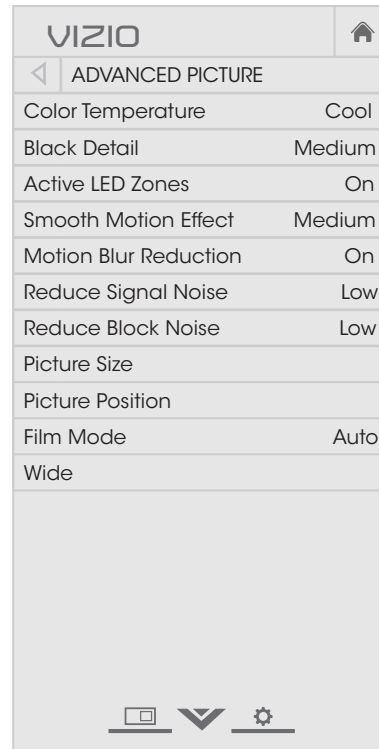 VIZIO
ADVANCED PICTURE
Color Temperature Cool
Black Detail Medium
Active LED Zones On
Smooth Motion Effect Medium
Motion Blur Reduction On
Reduce Signal Noise Low
Reduce Block Noise Low
Picture Size
Picture Position
Film Mode Auto
Wide